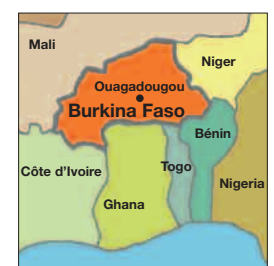 Mali
Niger
Ouagadougou
Burkina Faso
Bénin
Côte d'Ivoire
Togo
Nigeria
Ghana